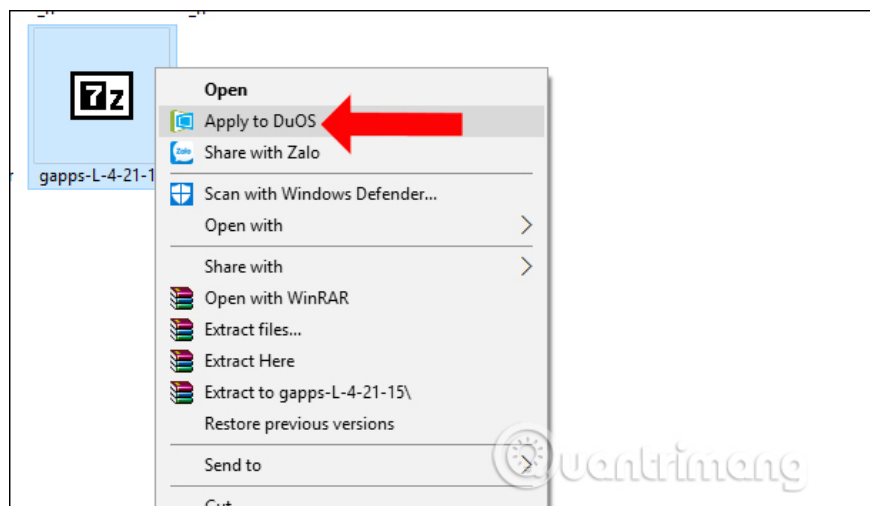 7z
gapps-L-4-21-1
Open
Apply to DuOS
Zalo
Share with Zalo
Scan with Windows Defender...
Open with
Share with
Open with WinRAR
Extract files...
Extract Here
Extract to gapps-L-4-21-15\
Restore previous versions
Send to
Cut
Quantrimang